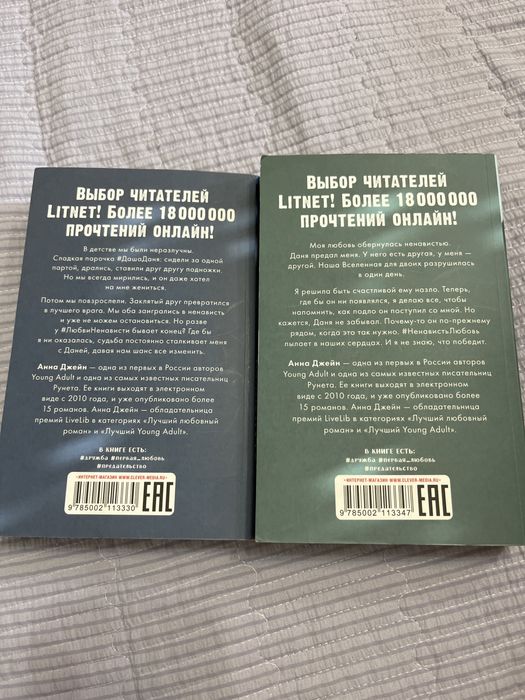 Выбор читателей
Litnet! Более 18 000 000
прочтений онлайн!
В детстве мы были неразлучны.
Сладкая парочка #ДашаДаня: сидели за одной
партой, дрались, ставили друг другу подножки.
Но мы всегда мирились, и он даже хотел
на мне жениться.
Потом мы повзрослели. Заклятый друг превратился
в лучшего врага. Мы оба заигрались в ненависть
и уже не можем остановиться. Но разве
у #ЛюбвиНенависти бывает конец? Где бы
я ни оказалась, судьба постоянно сталкивает меня
с Даней, давая нам шанс все изменить.
Анна Джейн — одна из первых в России авторов
Young Adult и одна из самых известных писательниц
Рунета. Ее книги выходят в электронном
виде с 2010 года, и уже опубликовано более
15 романов. Анна Джейн — обладательница
премий LiveLib в категориях «Лучший любовный
роман» и «Лучший Young Adult».
В КНИГЕ ЕСТЬ:
#дружба #первая_любовь
#предательство
•ИНТЕРНЕТ-МАГАЗИН WWW.CLEVER-MEDIA.RU•
9 785002 113330
EAC
Выбор читателей
Litnet! Более 18 000 000
прочтений онлайн!
Моя любовь обернулась ненавистью.
Даня предал меня. У него есть другая, у меня —
другой. Наша Вселенная для двоих разрушилась
в один день.
Я решила быть счастливой ему назло. Теперь,
где бы он ни появлялся, я делаю все, чтобы
напомнить, как подло он поступил со мной. Но
кажется, Даня не забывал. Почему-то он по-прежнему
рядом, когда это так нужно. #НенавистьЛюбовь
пылает в наших сердцах. И я не знаю, что победит.
Анна Джейн — одна из первых в России авторов
Young Adult и одна из самых известных писательниц
Рунета. Ее книги выходят в электронном
виде с 2010 года, и уже опубликовано более
15 романов. Анна Джейн — обладательница
премий LiveLib в категориях «Лучший любовный
роман» и «Лучший Young Adult».
В КНИГЕ ЕСТЬ:
#дружба #первая_любовь
#предательство
•ИНТЕРНЕТ-МАГАЗИН WWW.CLEVER-MEDIA.RU•
9 785002 113347
EAC